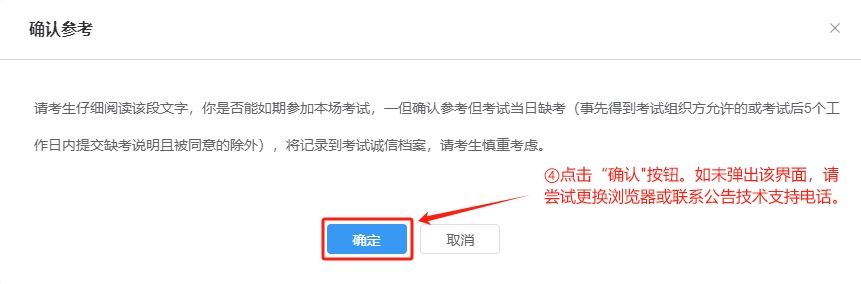 确认参考
请考生仔细阅读该段文字，你是否能如期参加本场考试，一但确认参考但考试当日缺考（事先得到考试组织方允许的或考试后5个工
作日内提交缺考说明且被同意的除外），将记录到考试诚信档案，请考生慎重考虑。
④点击“确认"按钮。如未弹出该界面，请
尝试更换浏览器或联系公告技术支持电话。
确定 取消